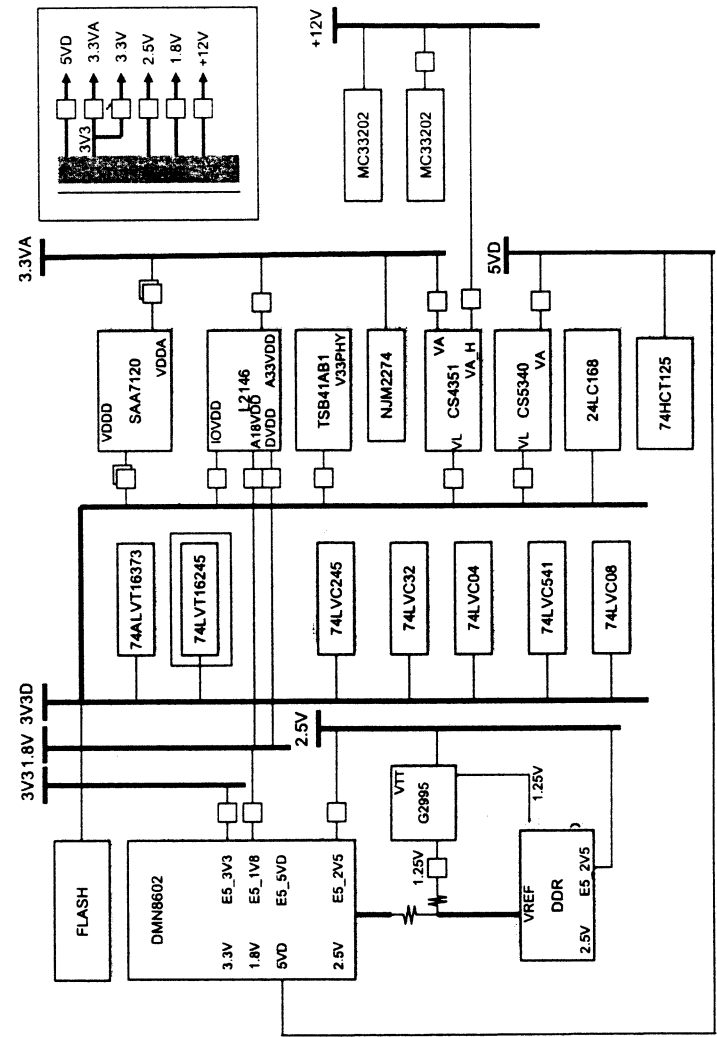 5VD
3.3VA
3 3V
2.5V
1.8V
+12V
3V3
+12V
MC33202
MC33202
3.3VA
5VD
VDDD
SAA7120
VDDA
IOVDD
L2146
A18VDD
DVDD
A33VDD
TSB41AB1
V33PHY
NJM2274
VA
CS4351
VA_H
VL
CS5340
VA
VL
24LC168
74HCT125
74ALVT16373
74LVT16245
74LVC245
74LVC32
74LVC04
74LVC541
74LVC08
3V3D
1.8V
3V3
2.5V
FLASH
DMN8602
3.3V
E5_3V3
1.8V
E5_1V8
5VD
E5_5VD
2.5V
E5_2V5
VTT
G2995
1.25V
1.25V
VREF
DDR
2.5V
E5_2V5